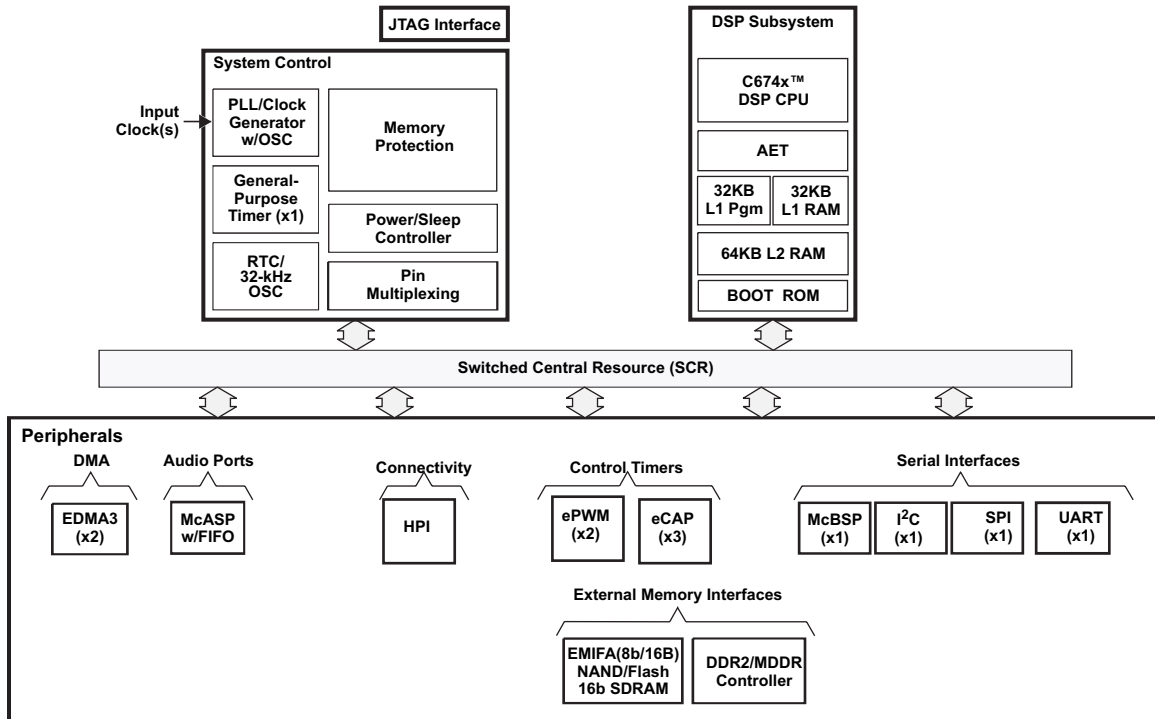 JTAG Interface
System Control
Input
Clock(s)
PLL/Clock
Generator
w/OSC
General-
Purpose
Timer (x1)
RTC/
32-kHz
OSC
Memory
Protection
Power/Sleep
Controller
Pin
Multiplexing
DSP Subsystem
C674x™
DSP CPU
AET
32KB
L1 Pgm
32KB
L1 RAM
64KB L2 RAM
BOOT ROM
Switched Central Resource (SCR)
Peripherals
DMA
EDMA3
(x2)
Audio Ports
McASP
w/FIFO
Connectivity
HPI
Control Timers
ePWM
(x2)
eCAP
(x3)
Serial Interfaces
McBSP
(x1)
I²C
(x1)
SPI
(x1)
UART
(x1)
External Memory Interfaces
EMIFA(8b/16B)
NAND/Flash
16b SDRAM
DDR2/MDDR
Controller